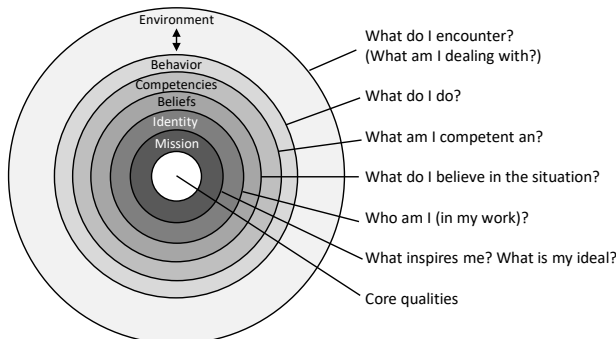 Environment
Behavior
Competencies
Beliefs
Identity
Mission
What do I encounter?
(What am I dealing with?)
What do I do?
What am I competent an?
What do I believe in the situation?
Who am I (in my work)?
What inspires me? What is my ideal?
Core qualities